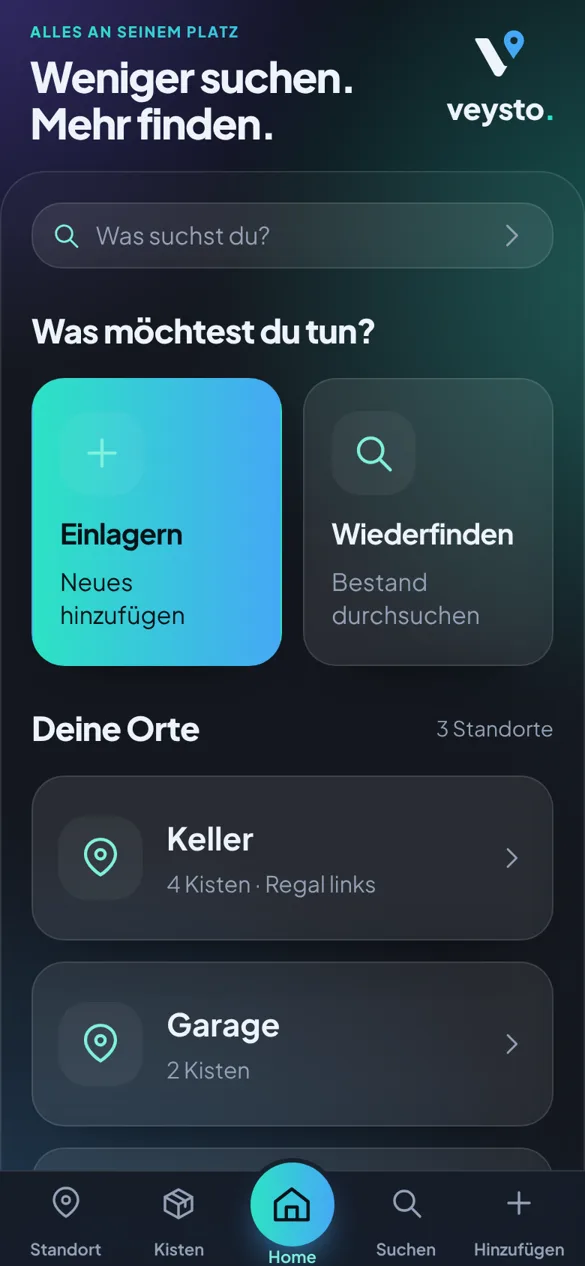 ALLES AN SEINEM PLATZ
Weniger suchen.
Mehr finden.
veysto.
Was suchst du?
Was möchtest du tun?
Einlagern
Neues
hinzufügen
Wiederfinden
Bestand
durchsuchen
Deine Orte
3 Standorte
Keller
4 Kisten · Regal links
Garage
2 Kisten
Standort
Kisten
Home
Suchen
Hinzufügen